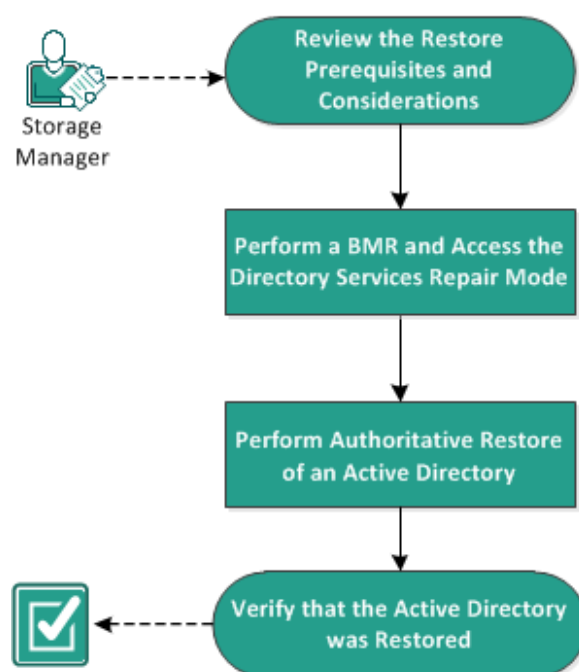 Review the Restore
Prerequisites and
Considerations
Storage
Manager
Perform a BMR and Access the
Directory Services Repair Mode
Perform Authoritative Restore
of an Active Directory
Verify that the Active Directory
was Restored